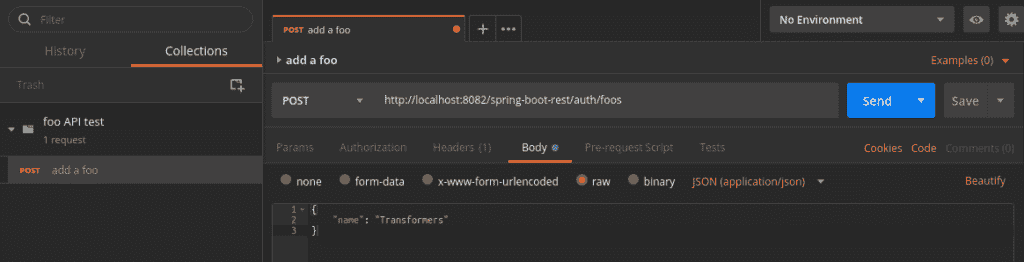 Filter
History Collections
Trash
foo API test
1 request
POST add a foo
POST add a foo
No Environment
add a foo
Examples (0)
POST http://localhost:8082/spring-boot-rest/auth/foos
Send
Save
Params Authorization Headers (1) Body Pre-request Script Tests
Cookies Code Comments (0)
none form-data x-www-form-urlencoded raw binary JSON (application/json)
Beautify
1 {
2 "name": "Transformers"
3 }